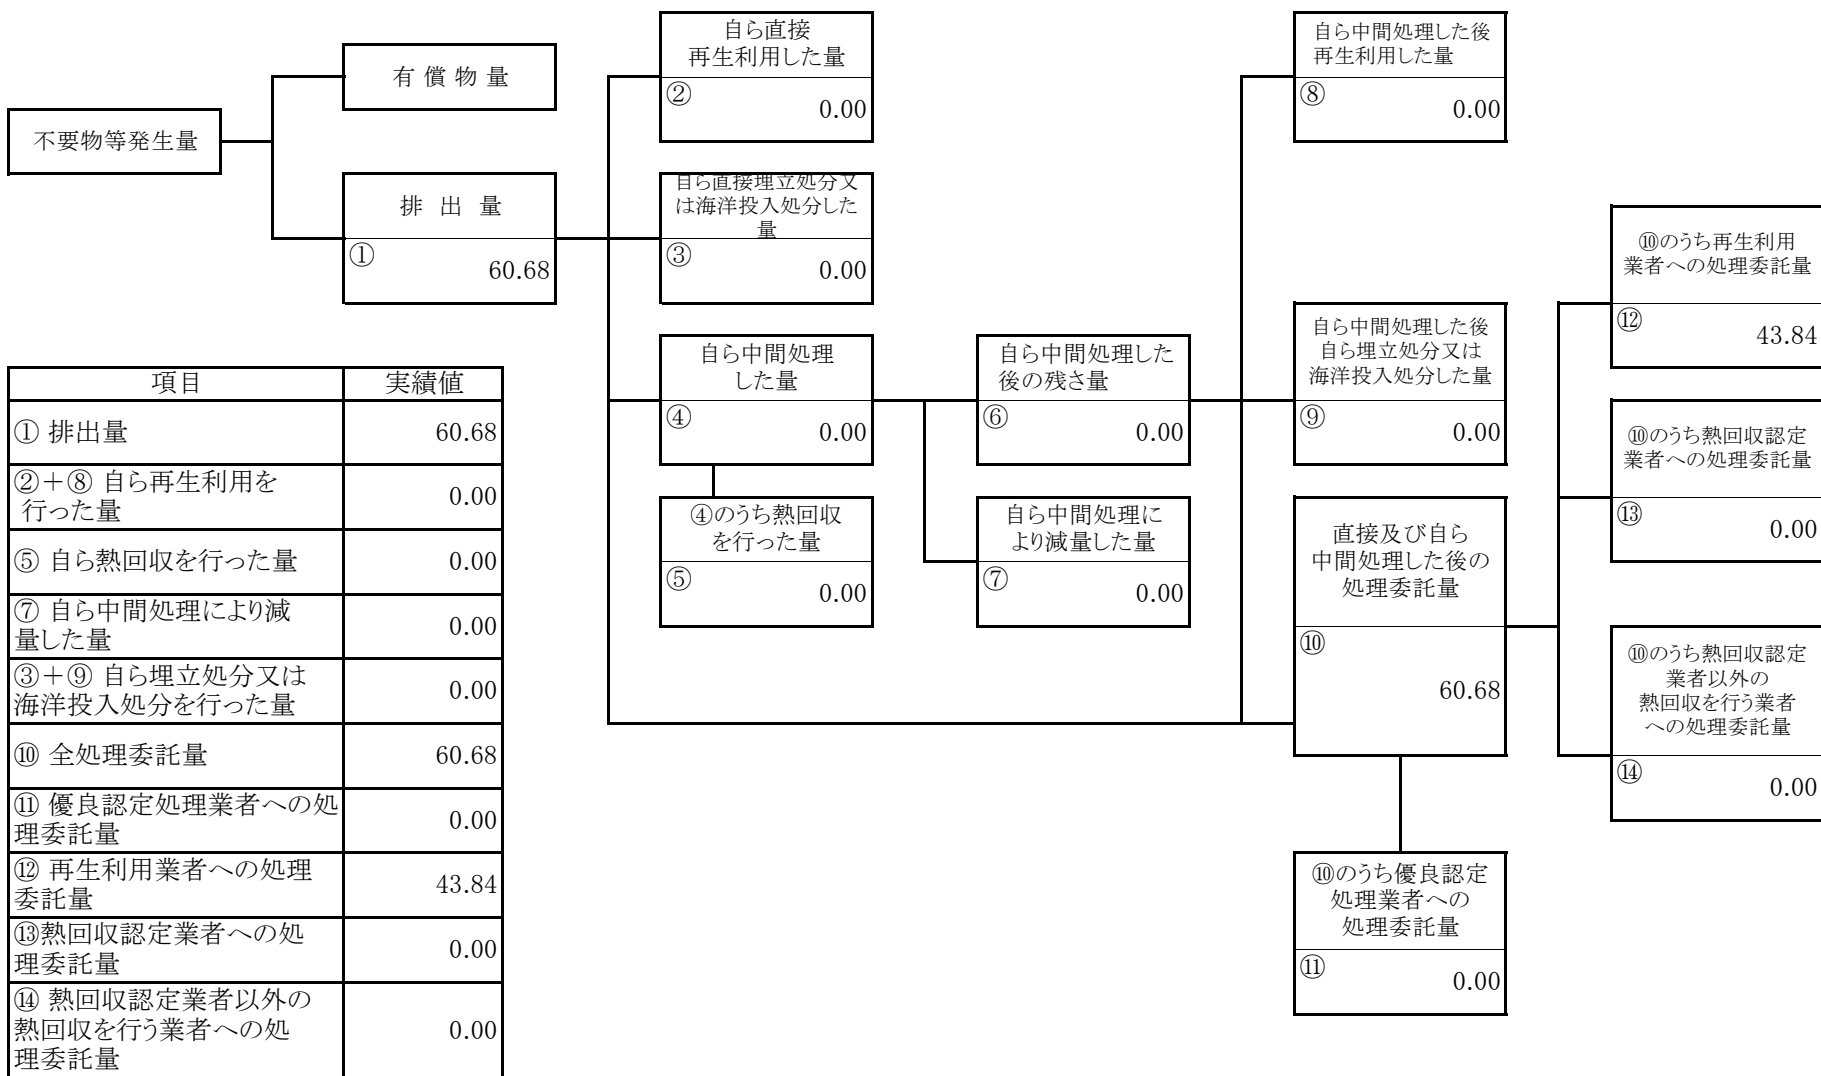 不要物等発生量
有 償 物 量
排 出 量
①
60.68
自ら直接
再生利用した量
②
0.00
自ら直接埋立処分又
は海洋投入処分した
量
③
0.00
自ら中間処理
した量
④
0.00
④のうち熱回収
を行った量
⑤
0.00
自ら中間処理した
後の残さ量
⑥
0.00
自ら中間処理に
より減量した量
⑦
0.00
自ら中間処理した後
再生利用した量
⑧
0.00
自ら中間処理した後
自ら埋立処分又は
海洋投入処分した量
⑨
0.00
直接及び自ら
中間処理した後の
処理委託量
⑩
60.68
⑩のうち優良認定
処理業者への
処理委託量
⑪
0.00
⑩のうち再生利用
業者への処理委託量
⑫
43.84
⑩のうち熱回収認定
業者への処理委託量
⑬
0.00
⑩のうち熱回収認定
業者以外の
熱回収を行う業者
への処理委託量
⑭
0.00
項目 実績値
① 排出量 60.68
②＋⑧ 自ら再生利用を
行った量 0.00
⑤ 自ら熱回収を行った量 0.00
⑦ 自ら中間処理により減
量した量 0.00
③＋⑨ 自ら埋立処分又は
海洋投入処分を行った量 0.00
⑩ 全処理委託量 60.68
⑪ 優良認定処理業者への処
理委託量 0.00
⑫ 再生利用業者への処理
委託量 43.84
⑬熱回収認定業者への処
理委託量 0.00
⑭ 熱回収認定業者以外の
熱回収を行う業者への処
理委託量 0.00